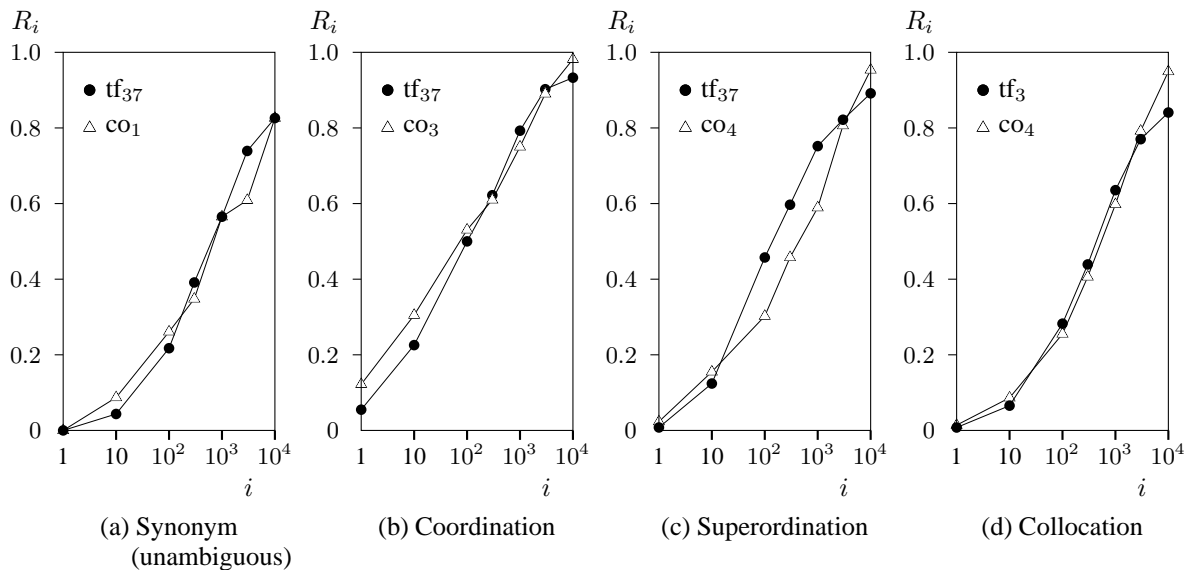 R_i R_i R_i R_i
1.0 1.0 1.0 1.0
tf_37 tf_37 tf_37 tf_3
co_1 co_3 co_4 co_4
0.8 0.8 0.8 0.8
0.6 0.6 0.6 0.6
0.4 0.4 0.4 0.4
0.2 0.2 0.2 0.2
0 0 0 0
1 10 10^2 10^3 10^4 1 10 10^2 10^3 10^4 1 10 10^2 10^3 10^4 1 10 10^2 10^3 10^4
i i i i
(a) Synonym (b) Coordination (c) Superordination (d) Collocation
(unambiguous)